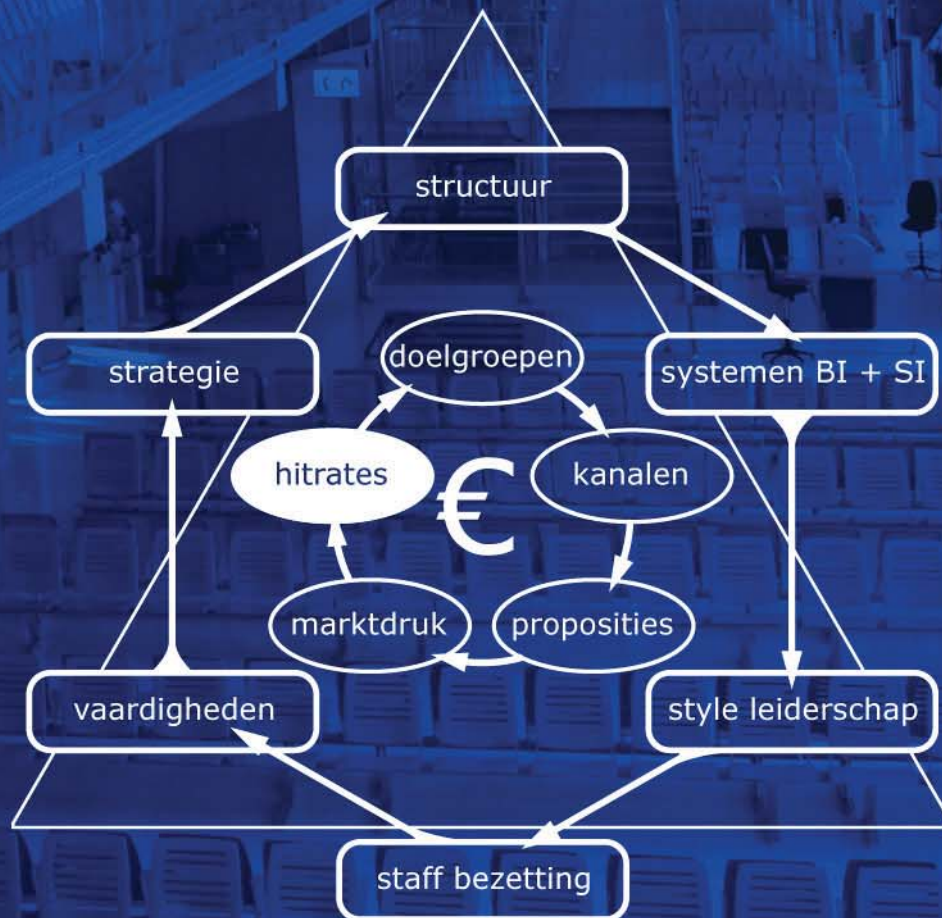 structuur
doelgroepen
strategie
systemen BI + SI
hitrates
kanalen
€
marktdruk
proposities
vaardigheden
style leiderschap
staff bezetting